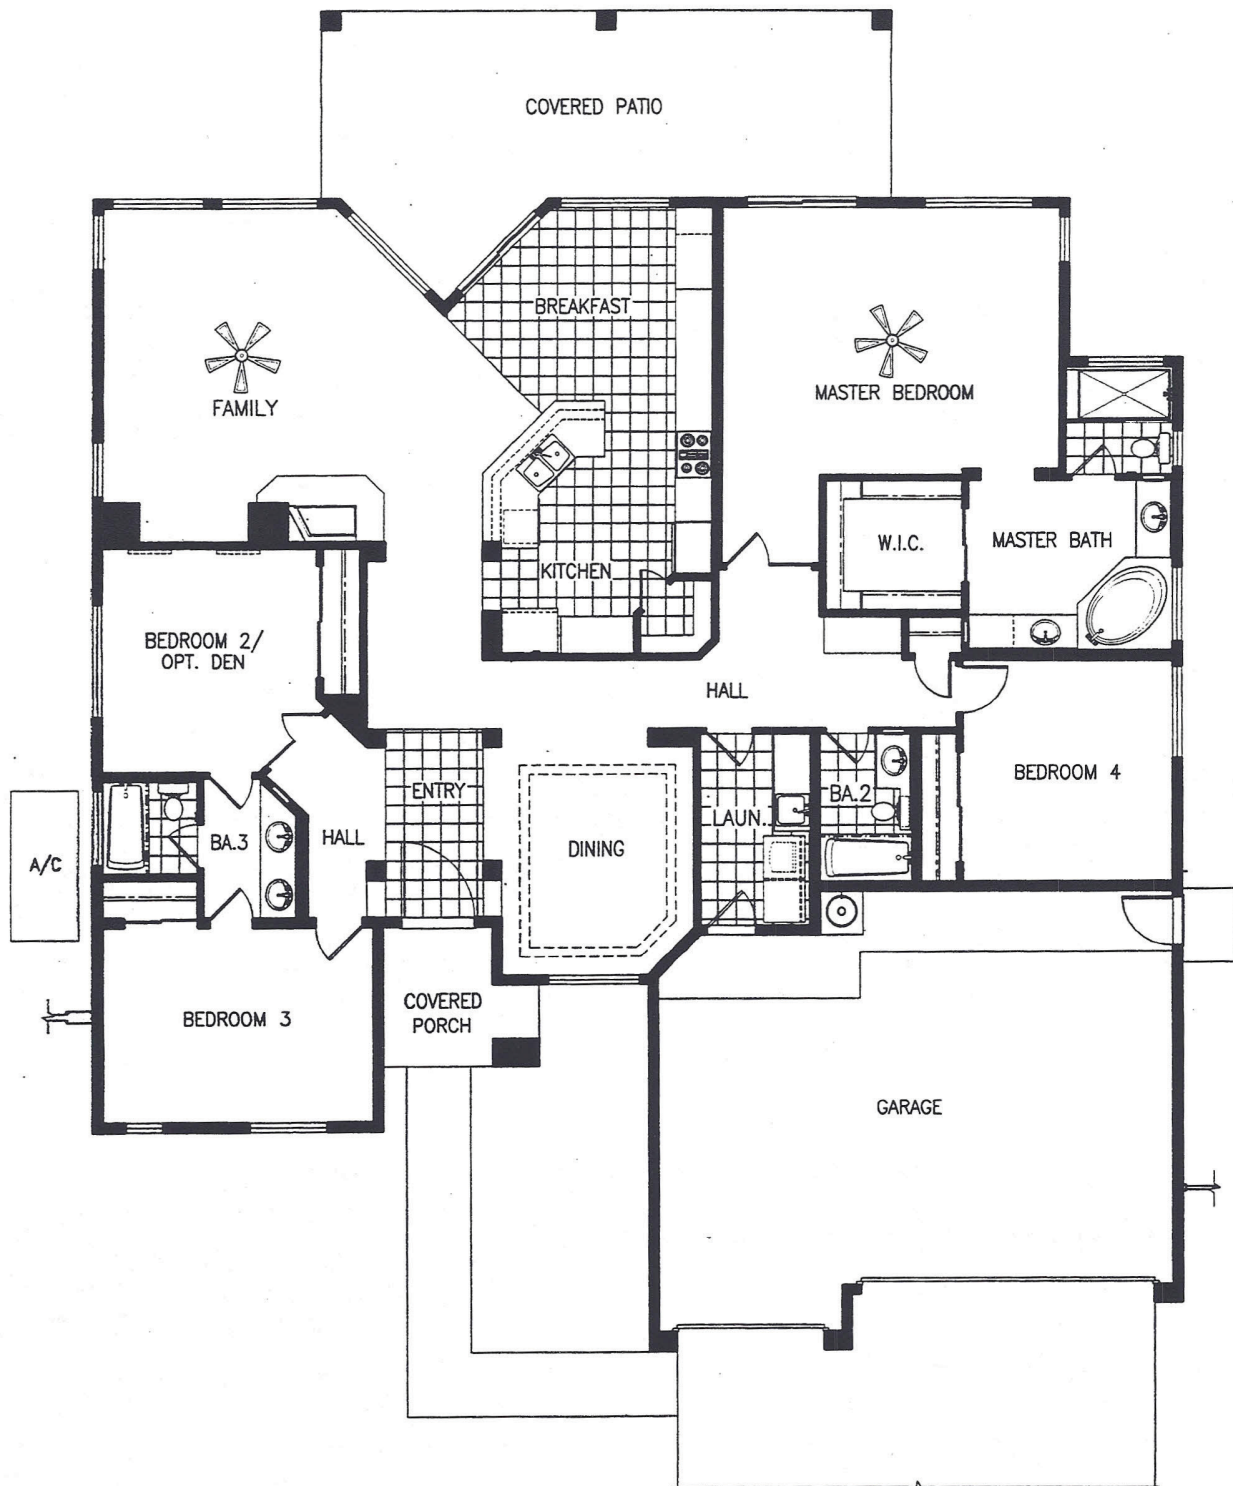 COVERED PATIO
BREAKFAST
FAMILY
MASTER BEDROOM
KITCHEN
W.I.C.
MASTER BATH
BEDROOM 2/
OPT. DEN
HALL
ENTRY
BEDROOM 4
A/C
BA.3
HALL
DINING
LAUN.
BA.2
BEDROOM 3
COVERED
PORCH
GARAGE